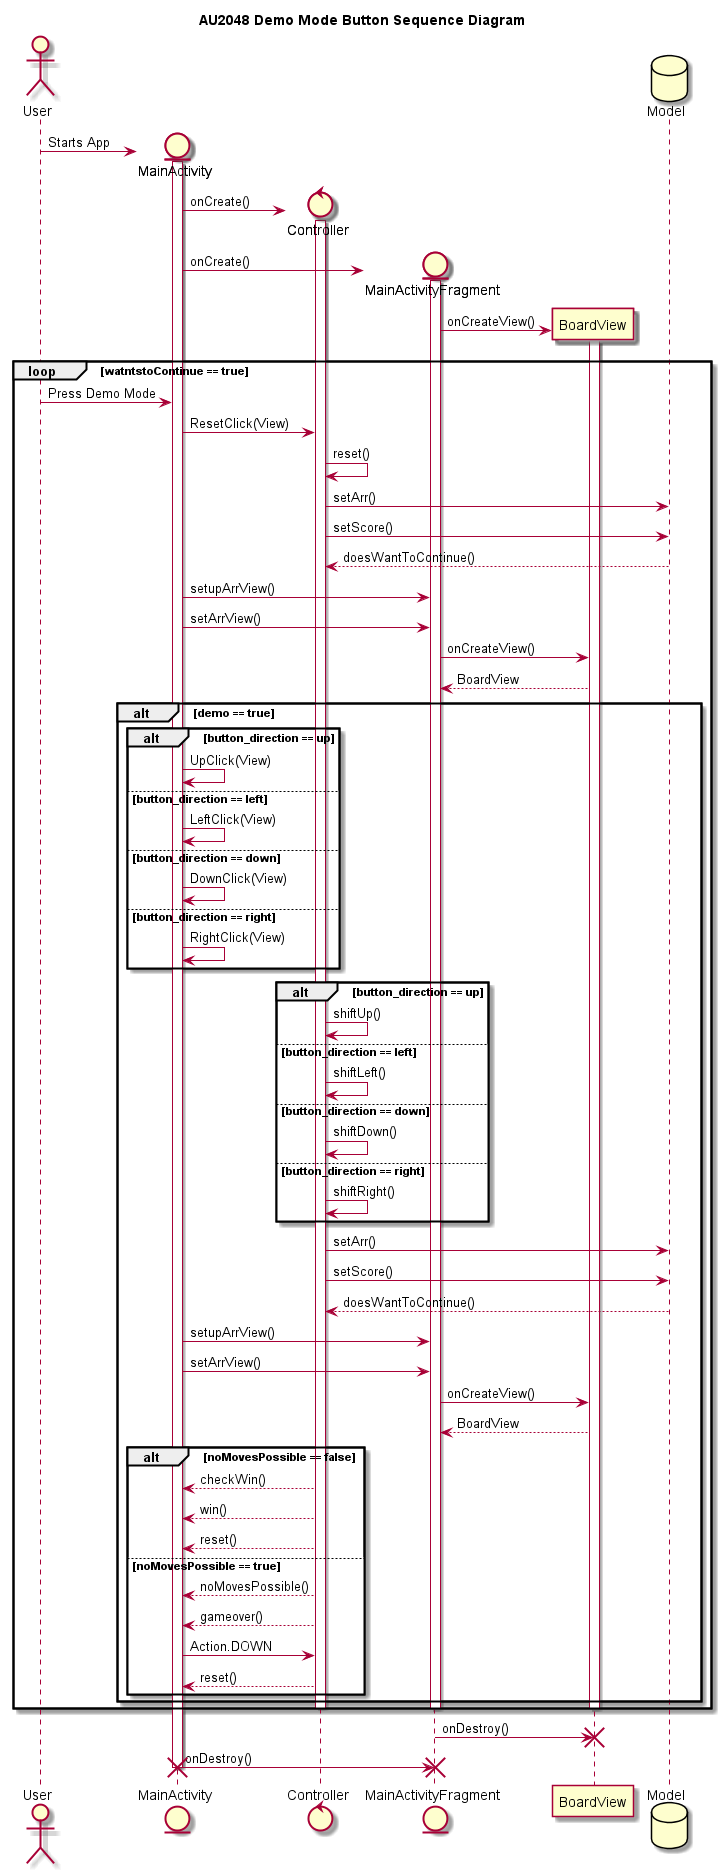 AU2048 Demo Mode Button Sequence Diagram
User
Model
Starts App
MainActivity
onCreate()
Controller
onCreate()
MainActivityFragment
onCreateView()
BoardView
loop [watntstoContinue == true]
Press Demo Mode
ResetClick(View)
reset()
setArr()
setScore()
doesWantToContinue()
setupArrView()
setArrView()
onCreateView()
BoardView
alt [demo == true]
alt [button_direction == up]
UpClick(View)
[button_direction == left]
LeftClick(View)
[button_direction == down]
DownClick(View)
[button_direction == right]
RightClick(View)
alt [button_direction == up]
shiftUp()
[button_direction == left]
shiftLeft()
[button_direction == down]
shiftDown()
[button_direction == right]
shiftRight()
setArr()
setScore()
doesWantToContinue()
setupArrView()
setArrView()
onCreateView()
BoardView
alt [noMovesPossible == false]
checkWin()
win()
reset()
[noMovesPossible == true]
noMovesPossible()
gameover()
Action.DOWN
reset()
onDestroy()
onDestroy()
User MainActivity Controller MainActivityFragment BoardView Model